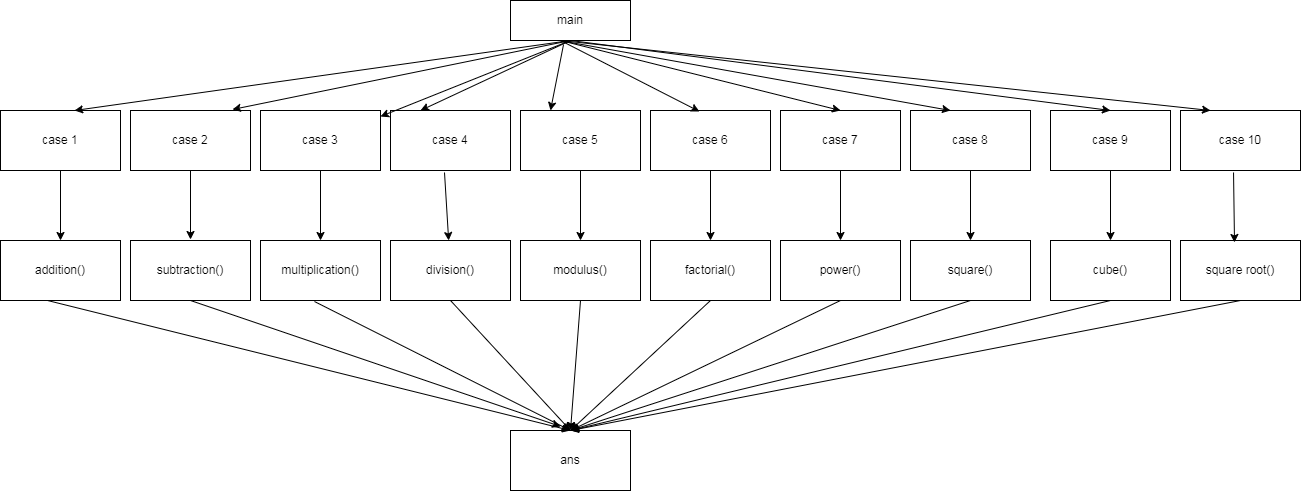 main
case 1
case 2
case 3
case 4
case 5
case 6
case 7
case 8
case 9
case 10
addition()
subtraction()
multiplication()
division()
modulus()
factorial()
power()
square()
cube()
square root()
ans